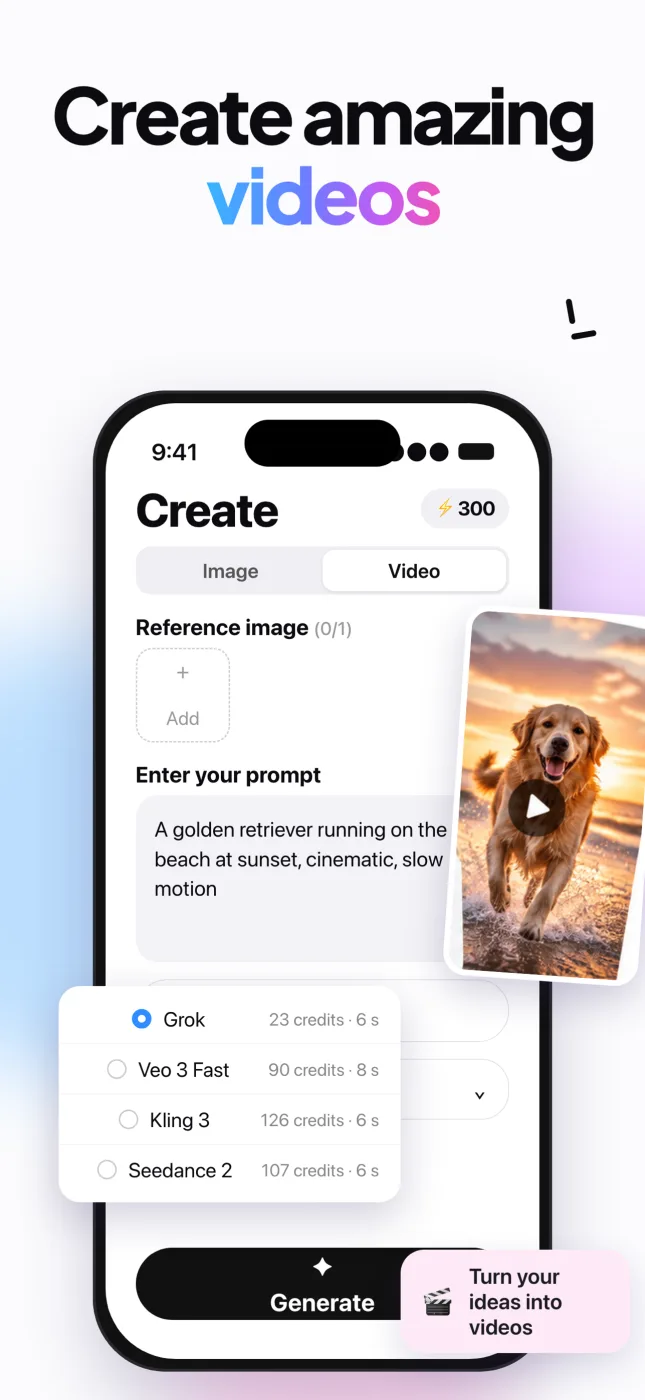 Create amazing
videos
9:41
Create
⚡ 300
Image
Video
Reference image (0/1)
+
Add
Enter your prompt
A golden retriever running on the
beach at sunset, cinematic, slow
motion
Grok 23 credits · 6 s
Veo 3 Fast 90 credits · 8 s
Kling 3 126 credits · 6 s
Seedance 2 107 credits · 6 s
Generate
Turn your
ideas into
videos